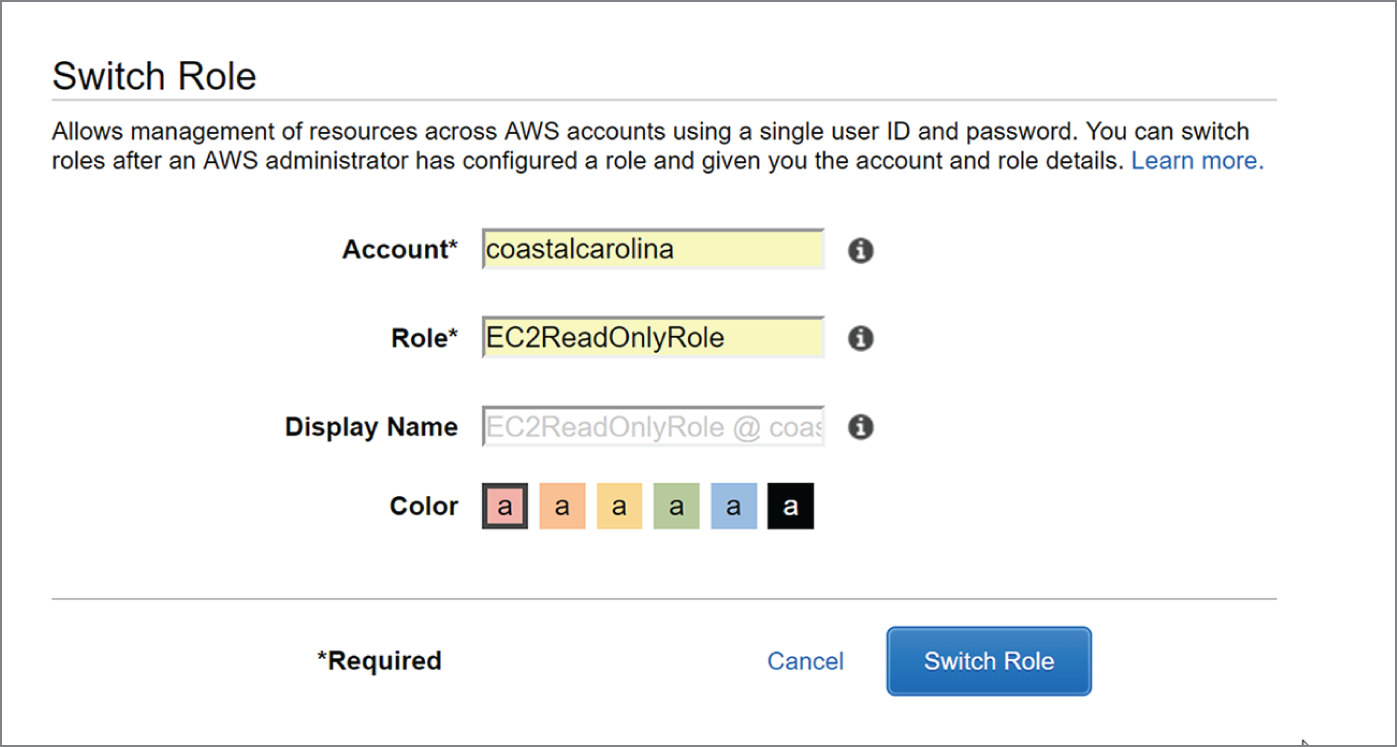 Switch Role
Allows management of resources across AWS accounts using a single user ID and password. You can switch
roles after an AWS administrator has configured a role and given you the account and role details. Learn more.
Account* coastalcarolina
Role* EC2ReadOnlyRole
Display Name EC2ReadOnlyRole @ coas
Color a a a a a a
*Required Cancel Switch Role